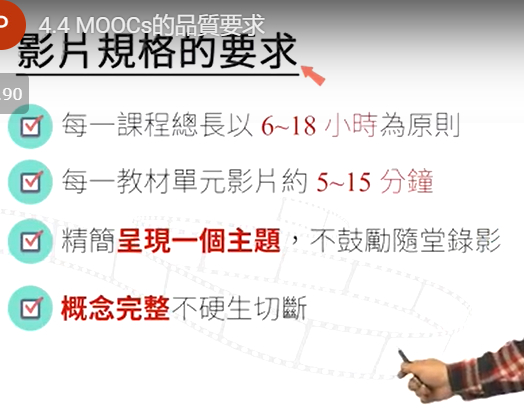 P 4.4 MOOCs的品質要求
影片規格的要求
.90
每一課程總長以 6~18 小時為原則
每一教材單元影片約 5~15 分鐘
精簡呈現一個主題，不鼓勵隨堂錄影
概念完整不硬生切斷